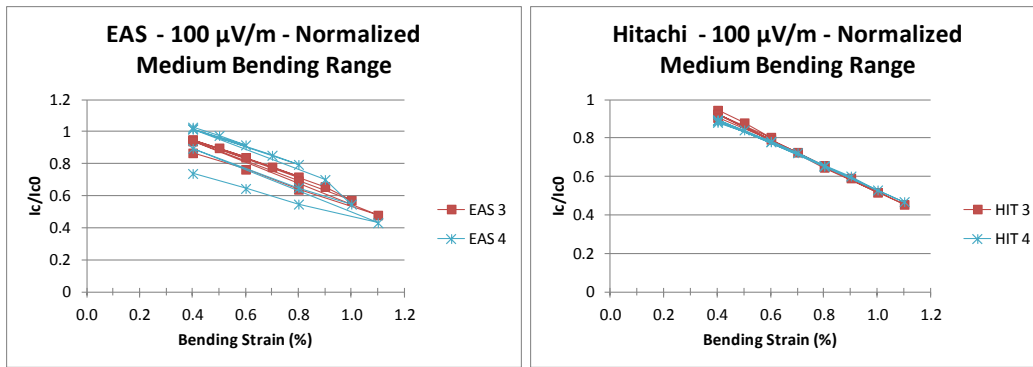 EAS - 100 µV/m - Normalized
Medium Bending Range
1.2
1
0.8
0.6
0.4
0.2
0
Ic/Ic0
0.0 0.2 0.4 0.6 0.8 1.0 1.2
Bending Strain (%)
EAS 3
EAS 4
Hitachi - 100 µV/m - Normalized
Medium Bending Range
1
0.8
0.6
0.4
0.2
0
Ic/Ic0
0.0 0.2 0.4 0.6 0.8 1.0 1.2
Bending Strain (%)
HIT 3
HIT 4